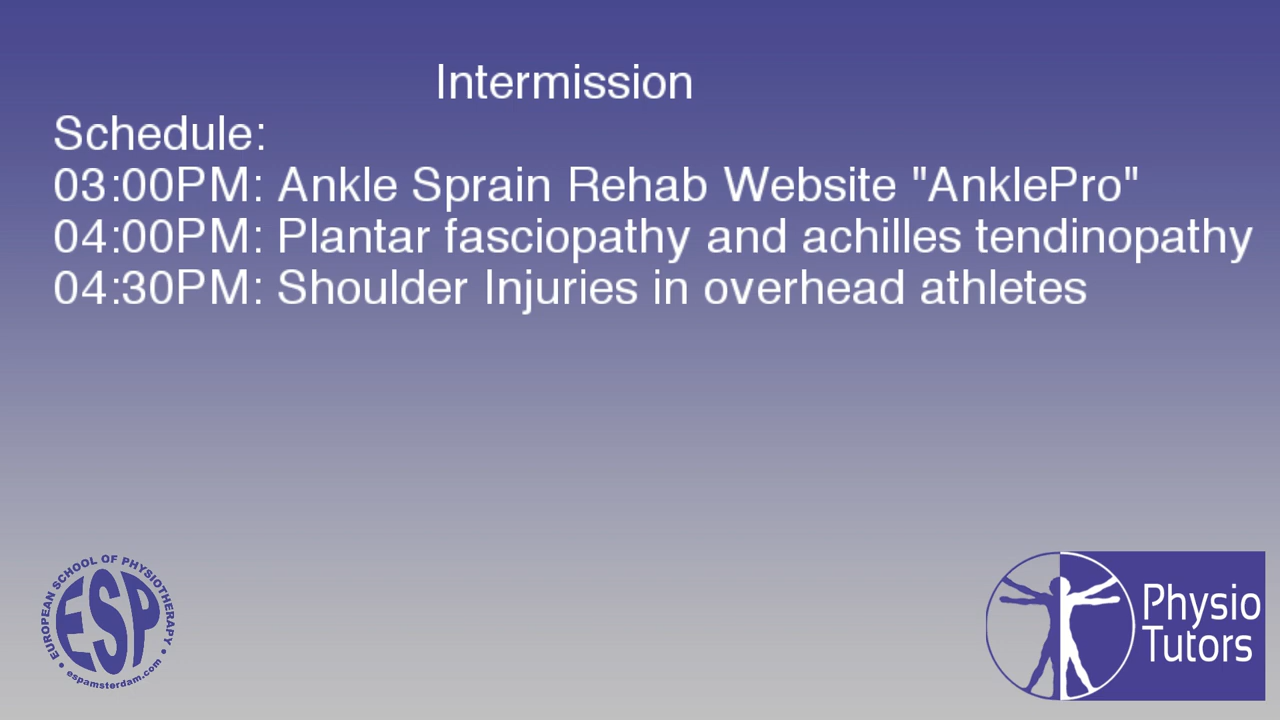 Intermission
Schedule:
03:00PM: Ankle Sprain Rehab Website "AnklePro"
04:00PM: Plantar fasciopathy and achilles tendinopathy
04:30PM: Shoulder Injuries in overhead athletes
EUROPEAN SCHOOL OF PHYSIOTHERAPY
ESP
espamsterdam.com
Physio
Tutors